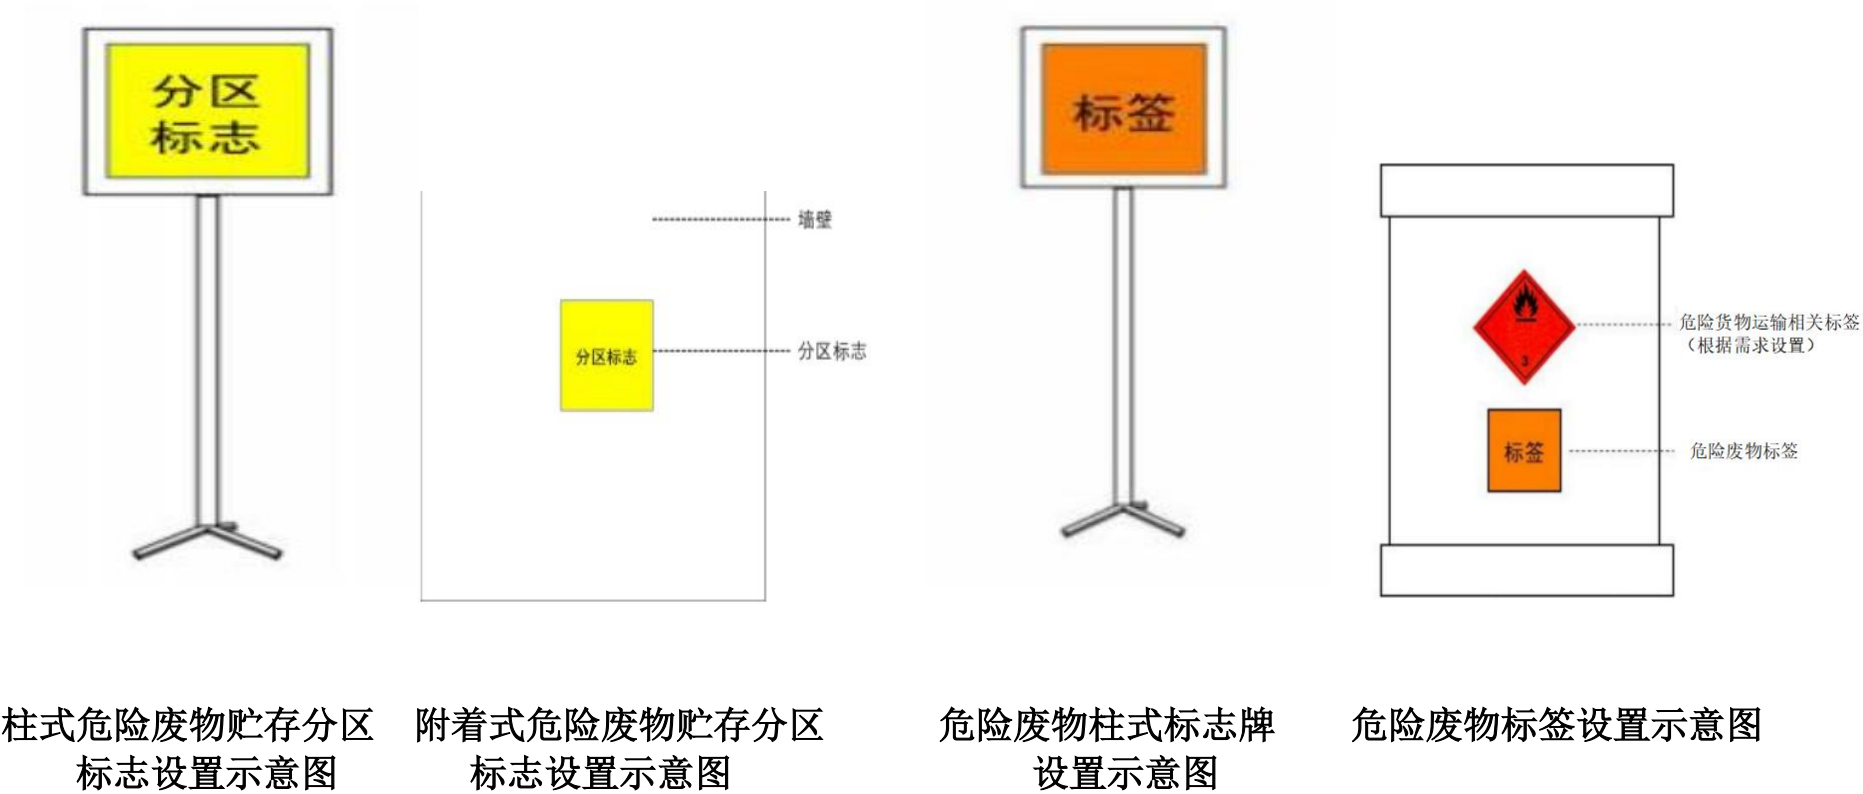 分区
标志
墙壁
分区标志
分区标志
标签
3
危险货物运输相关标签
（根据需求设置）
标签
危险废物标签
柱式危险废物贮存分区
标志设置示意图
附着式危险废物贮存分区
标志设置示意图
危险废物柱式标志牌
设置示意图
危险废物标签设置示意图